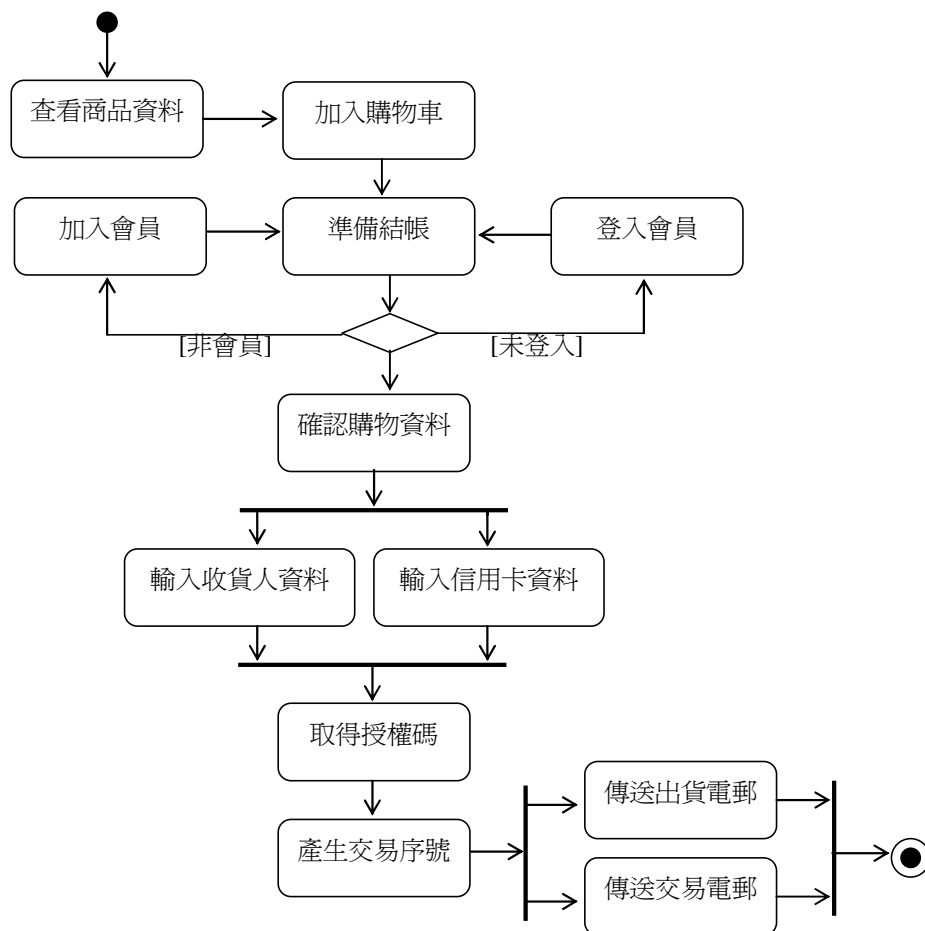 查看商品資料
加入購物車
加入會員
準備結帳
登入會員
[非會員]
[未登入]
確認購物資料
輸入收貨人資料
輸入信用卡資料
取得授權碼
傳送出貨電郵
產生交易序號
傳送交易電郵